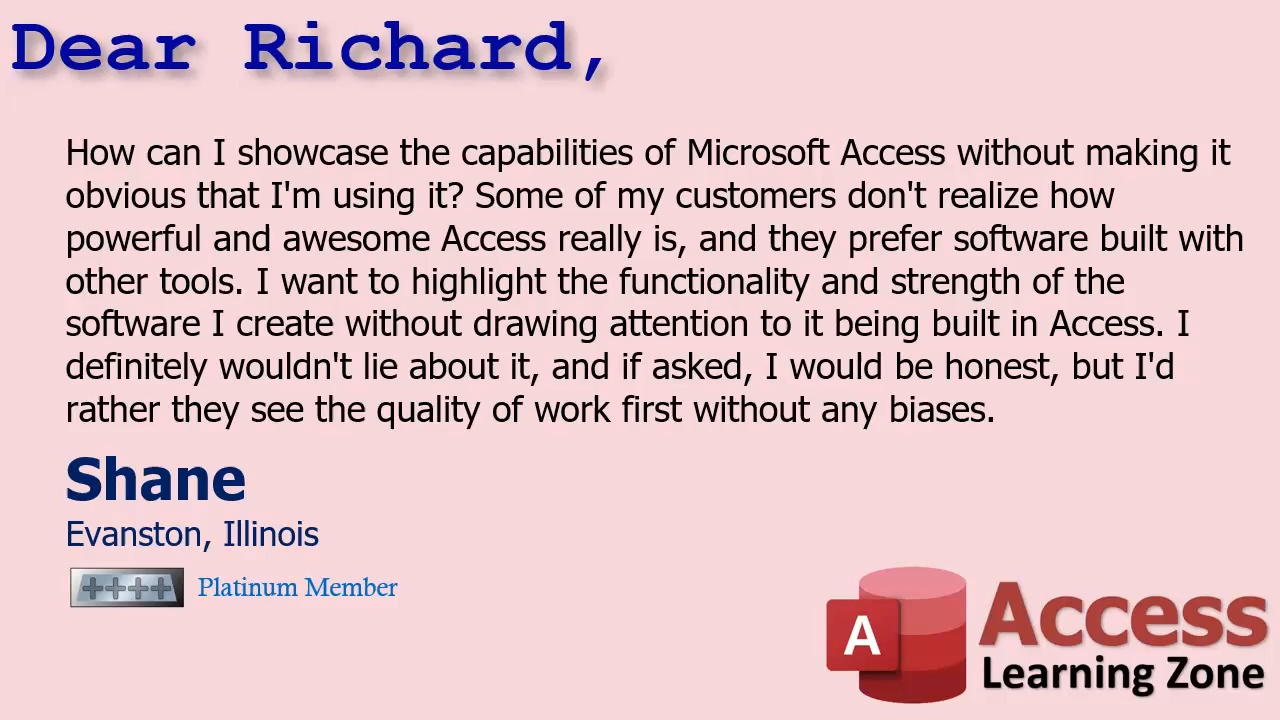 Dear Richard,
How can I showcase the capabilities of Microsoft Access without making it
obvious that I'm using it? Some of my customers don't realize how
powerful and awesome Access really is, and they prefer software built with
other tools. I want to highlight the functionality and strength of the
software I create without drawing attention to it being built in Access. I
definitely wouldn't lie about it, and if asked, I would be honest, but I'd
rather they see the quality of work first without any biases.
Shane
Evanston, Illinois
++++ Platinum Member
A Access
Learning Zone